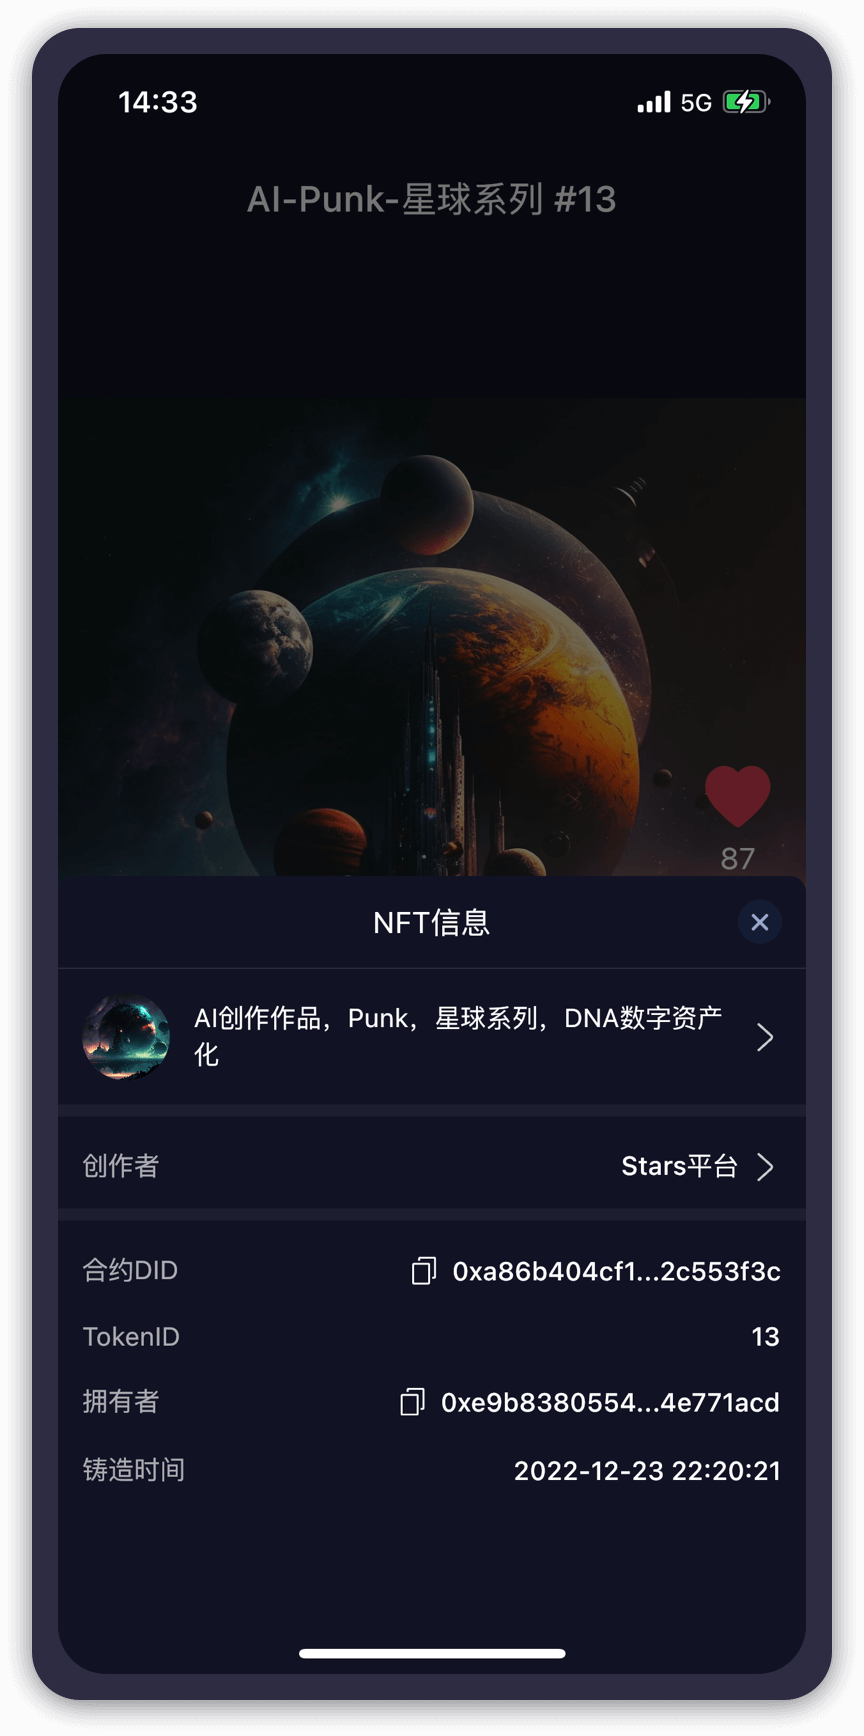 14:33
5G
AI-Punk-星球系列 #13
87
NFT信息
AI创作作品，Punk，星球系列，DNA数字资产
化
创作者 Stars平台
合约DID 0xa86b404cf1...2c553f3c
TokenID 13
拥有者 0xe9b8380554...4e771acd
铸造时间 2022-12-23 22:20:21